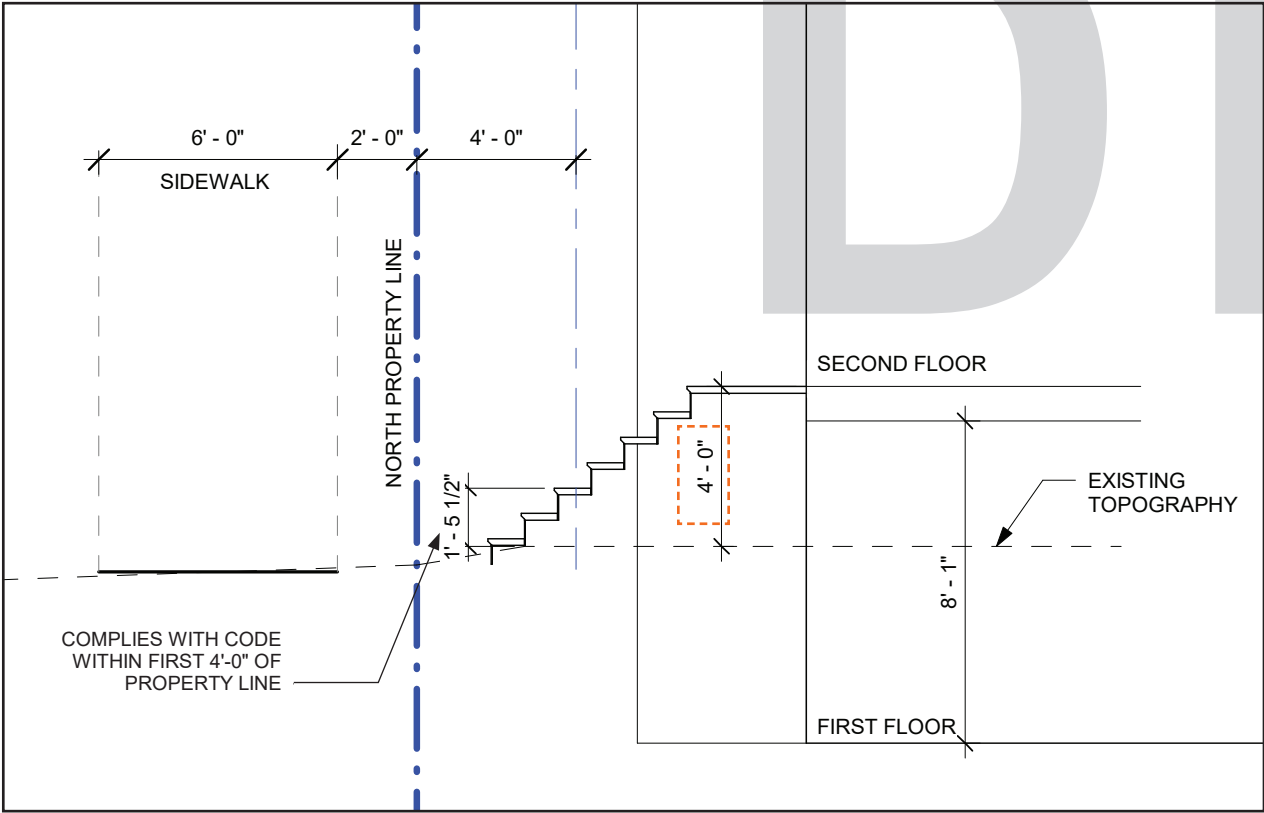 6' - 0"
2' - 0"
4' - 0"
SIDEWALK
NORTH PROPERTY LINE
SECOND FLOOR
4' - 0"
1' - 5 1/2"
EXISTING
TOPOGRAPHY
8' - 1"
COMPLIES WITH CODE
WITHIN FIRST 4'-0" OF
PROPERTY LINE
FIRST FLOOR